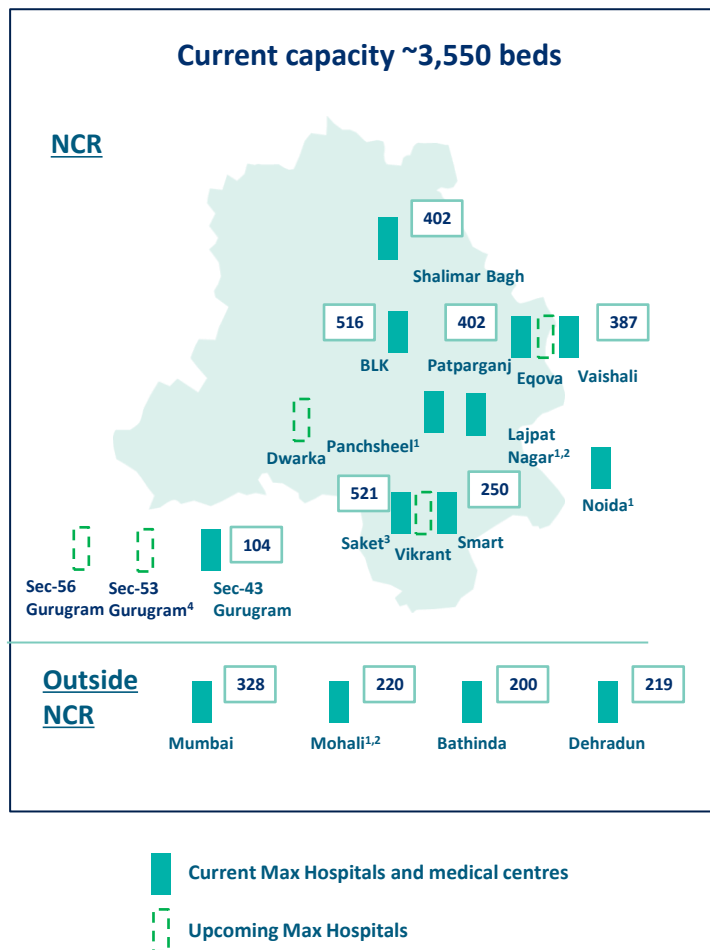 Current capacity ~3,550 beds
NCR
402
Shalimar Bagh
516
402
387
BLK
Patparganj
Eqova
Vaishali
Dwarka
Panchsheel1
Lajpat
Nagar1,2
Noida1
521
250
Saket3
Vikrant
Smart
104
Sec-56
Gurugram
Sec-53
Gurugram4
Sec-43
Gurugram
Outside
NCR
328
220
200
219
Mumbai
Mohali1,2
Bathinda
Dehradun
Current Max Hospitals and medical centres
Upcoming Max Hospitals